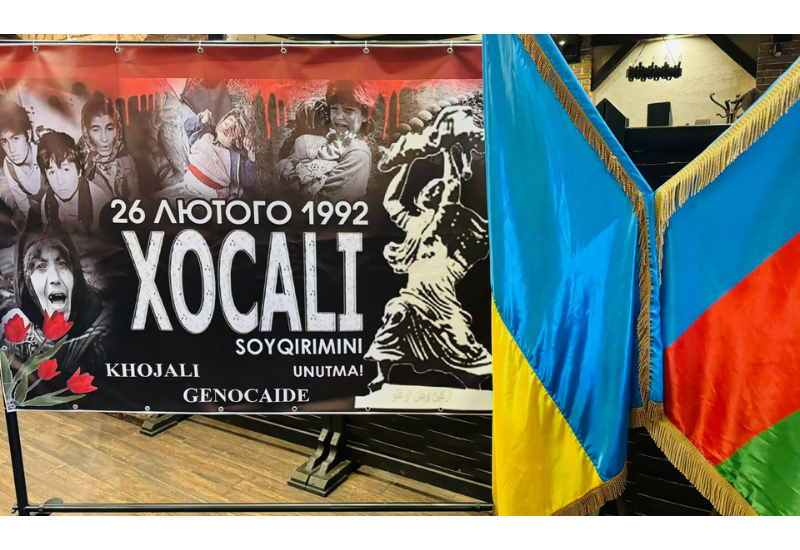 26 ЛЮТОГО 1992
XOCALI
SOYQIRIMINI
UNUTMA!
KHOJALI
GENOCAIDE